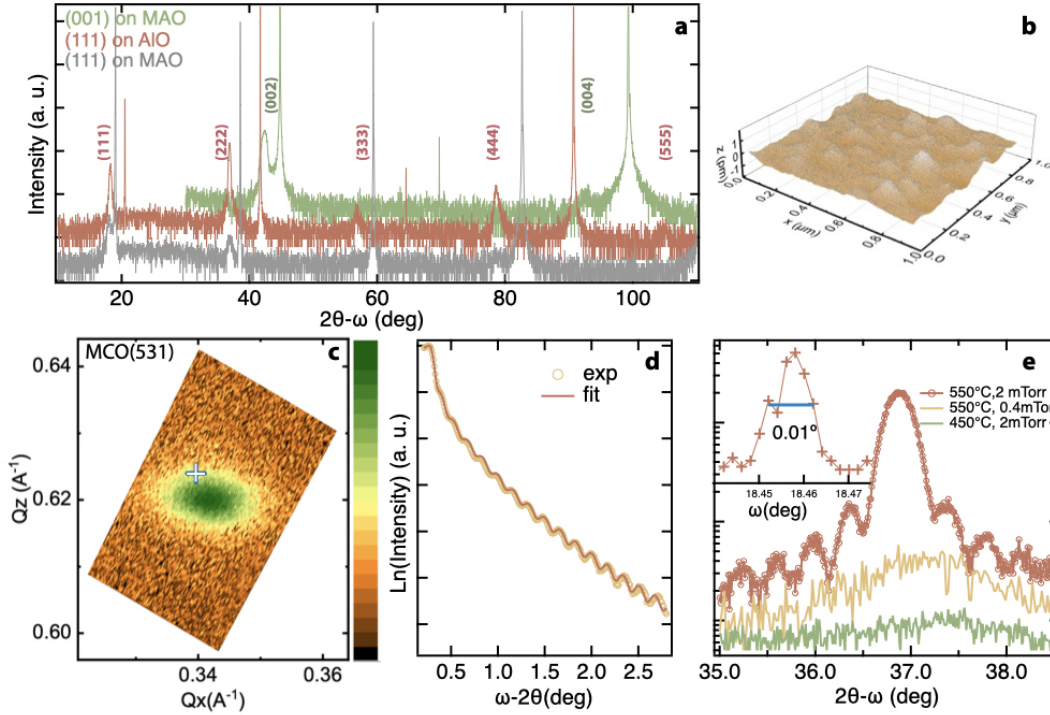 (001) on MAO
(111) on AlO
(111) on MAO
a
(111)
(222)
(002)
(333)
(444)
(004)
(555)
Intensity (a. u.)
20 40 60 80 100
2θ-ω (deg)
b
z (nm)
1
0
-1
0.0 0.2 0.4 0.6 0.8 1.0
x (μm)
0.0 0.2 0.4 0.6 0.8 1.0
y (μm)
MCO(531)
c
0.64
0.62
0.60
Qz (A⁻¹)
0.34 0.36
Qx(A⁻¹)
d
exp
fit
Ln(Intensity) (a. u.)
0.5 1.0 1.5 2.0 2.5
ω-2θ(deg)
e
550°C,2 mTorr
550°C, 0.4mTorr
450°C, 2mTorr
0.01°
18.45 18.46 18.47
ω(deg)
35.0 36.0 37.0 38.0
2θ-ω (deg)